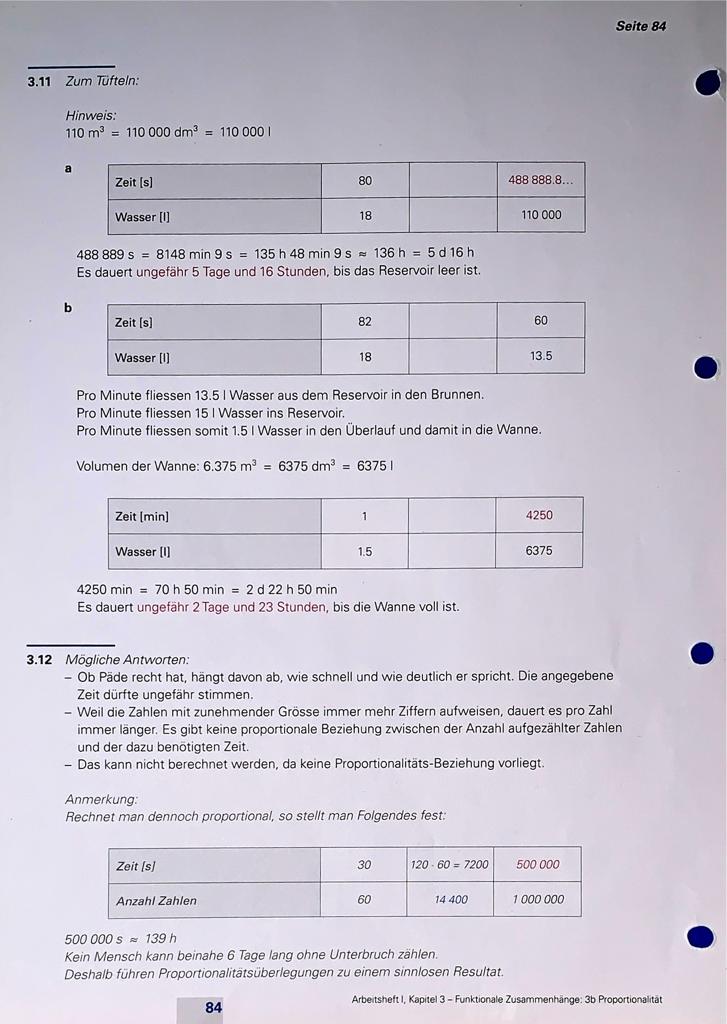 Seite 84
3.11 Zum Tüfteln:
Hinweis:
110 m³ = 110 000 dm³ = 110 000 l
a
Zeit [s] 80 488 888.8...
Wasser [l] 18 110 000
488 889 s = 8148 min 9 s = 135 h 48 min 9 s ≈ 136 h = 5 d 16 h
Es dauert ungefähr 5 Tage und 16 Stunden, bis das Reservoir leer ist.
b
Zeit [s] 82 60
Wasser [l] 18 13.5
Pro Minute fliessen 13.5 l Wasser aus dem Reservoir in den Brunnen.
Pro Minute fliessen 15 l Wasser ins Reservoir.
Pro Minute fliessen somit 1.5 l Wasser in den Überlauf und damit in die Wanne.
Volumen der Wanne: 6.375 m³ = 6375 dm³ = 6375 l
Zeit [min] 1 4250
Wasser [l] 1.5 6375
4250 min = 70 h 50 min = 2 d 22 h 50 min
Es dauert ungefähr 2 Tage und 23 Stunden, bis die Wanne voll ist.
3.12 Mögliche Antworten:
– Ob Päde recht hat, hängt davon ab, wie schnell und wie deutlich er spricht. Die angegebene
Zeit dürfte ungefähr stimmen.
– Weil die Zahlen mit zunehmender Grösse immer mehr Ziffern aufweisen, dauert es pro Zahl
immer länger. Es gibt keine proportionale Beziehung zwischen der Anzahl aufgezählter Zahlen
und der dazu benötigten Zeit.
– Das kann nicht berechnet werden, da keine Proportionalitäts-Beziehung vorliegt.
Anmerkung:
Rechnet man dennoch proportional, so stellt man Folgendes fest:
Zeit [s] 30 120 · 60 = 7200 500 000
Anzahl Zahlen 60 14 400 1 000 000
500 000 s ≈ 139 h
Kein Mensch kann beinahe 6 Tage lang ohne Unterbruch zählen.
Deshalb führen Proportionalitätsüberlegungen zu einem sinnlosen Resultat.
84
Arbeitsheft I, Kapitel 3 – Funktionale Zusammenhänge: 3b Proportionalität